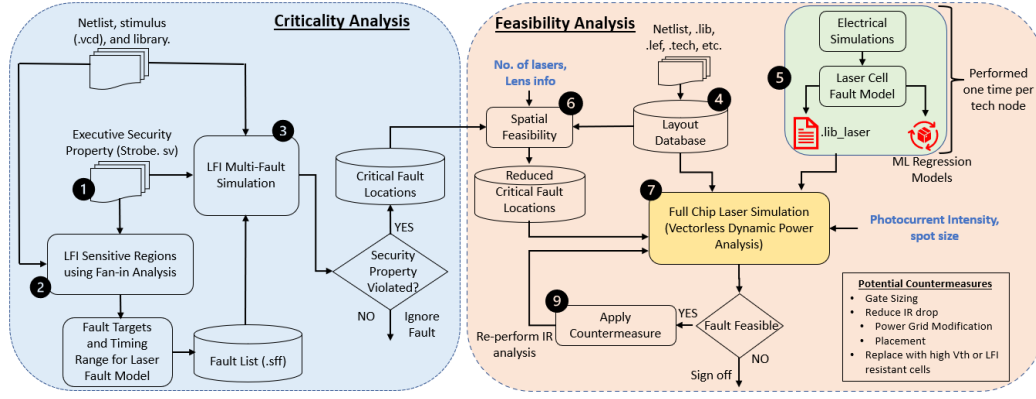 Criticality Analysis
Netlist, stimulus
(.vcd), and library.
Executive Security
Property (Strobe. sv)
1
LFI Sensitive Regions
using Fan-in Analysis
2
Fault Targets
and Timing
Range for Laser
Fault Model
Fault List (.sff)
3
LFI Multi-Fault
Simulation
Critical Fault
Locations
YES
Security
Property
Violated?
NO
Ignore
Fault
Feasibility Analysis
No. of lasers,
Lens info
Netlist, .lib,
.lef, .tech, etc.
6
Spatial
Feasibility
4
Layout
Database
Reduced
Critical Fault
Locations
5
Electrical
Simulations
Laser Cell
Fault Model
.lib_laser
ML Regression
Models
Performed
one time per
tech node
7
Full Chip Laser Simulation
(Vectorless Dynamic Power
Analysis)
Photocurrent Intensity,
spot size
9
Apply
Countermeasure
YES
Fault Feasible
Re-perform IR
analysis
NO
Sign off
Potential Countermeasures
• Gate Sizing
• Reduce IR drop
• Power Grid Modification
• Placement
• Replace with high Vth or LFI
resistant cells